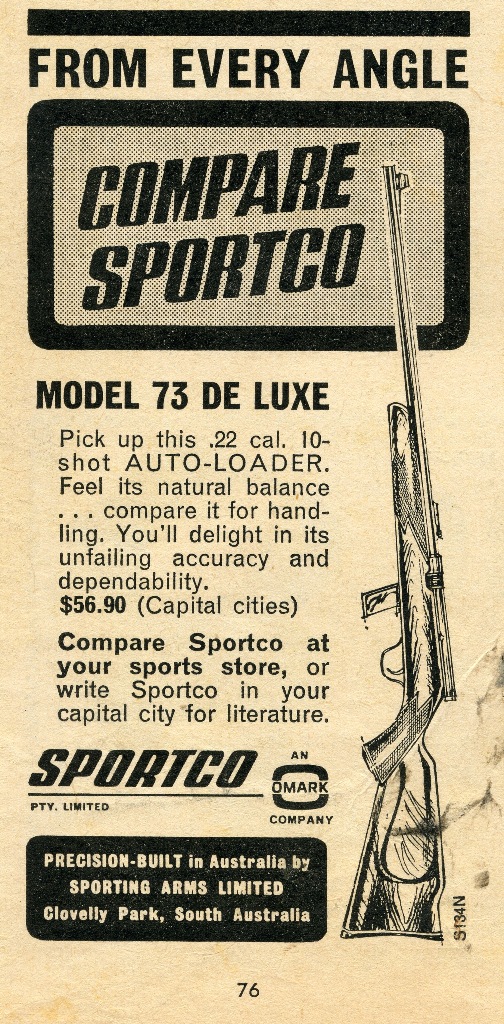 FROM EVERY ANGLE
COMPARE
SPORTCO
MODEL 73 DE LUXE
Pick up this .22 cal. 10-
shot AUTO-LOADER.
Feel its natural balance
. . . compare it for hand-
ling. You'll delight in its
unfailing accuracy and
dependability.
$56.90 (Capital cities)
Compare Sportco at
your sports store, or
write Sportco in your
capital city for literature.
SPORTCO
PTY. LIMITED
AN
OMARK
COMPANY
PRECISION-BUILT in Australia by
SPORTING ARMS LIMITED
Clovelly Park, South Australia
S134N
76